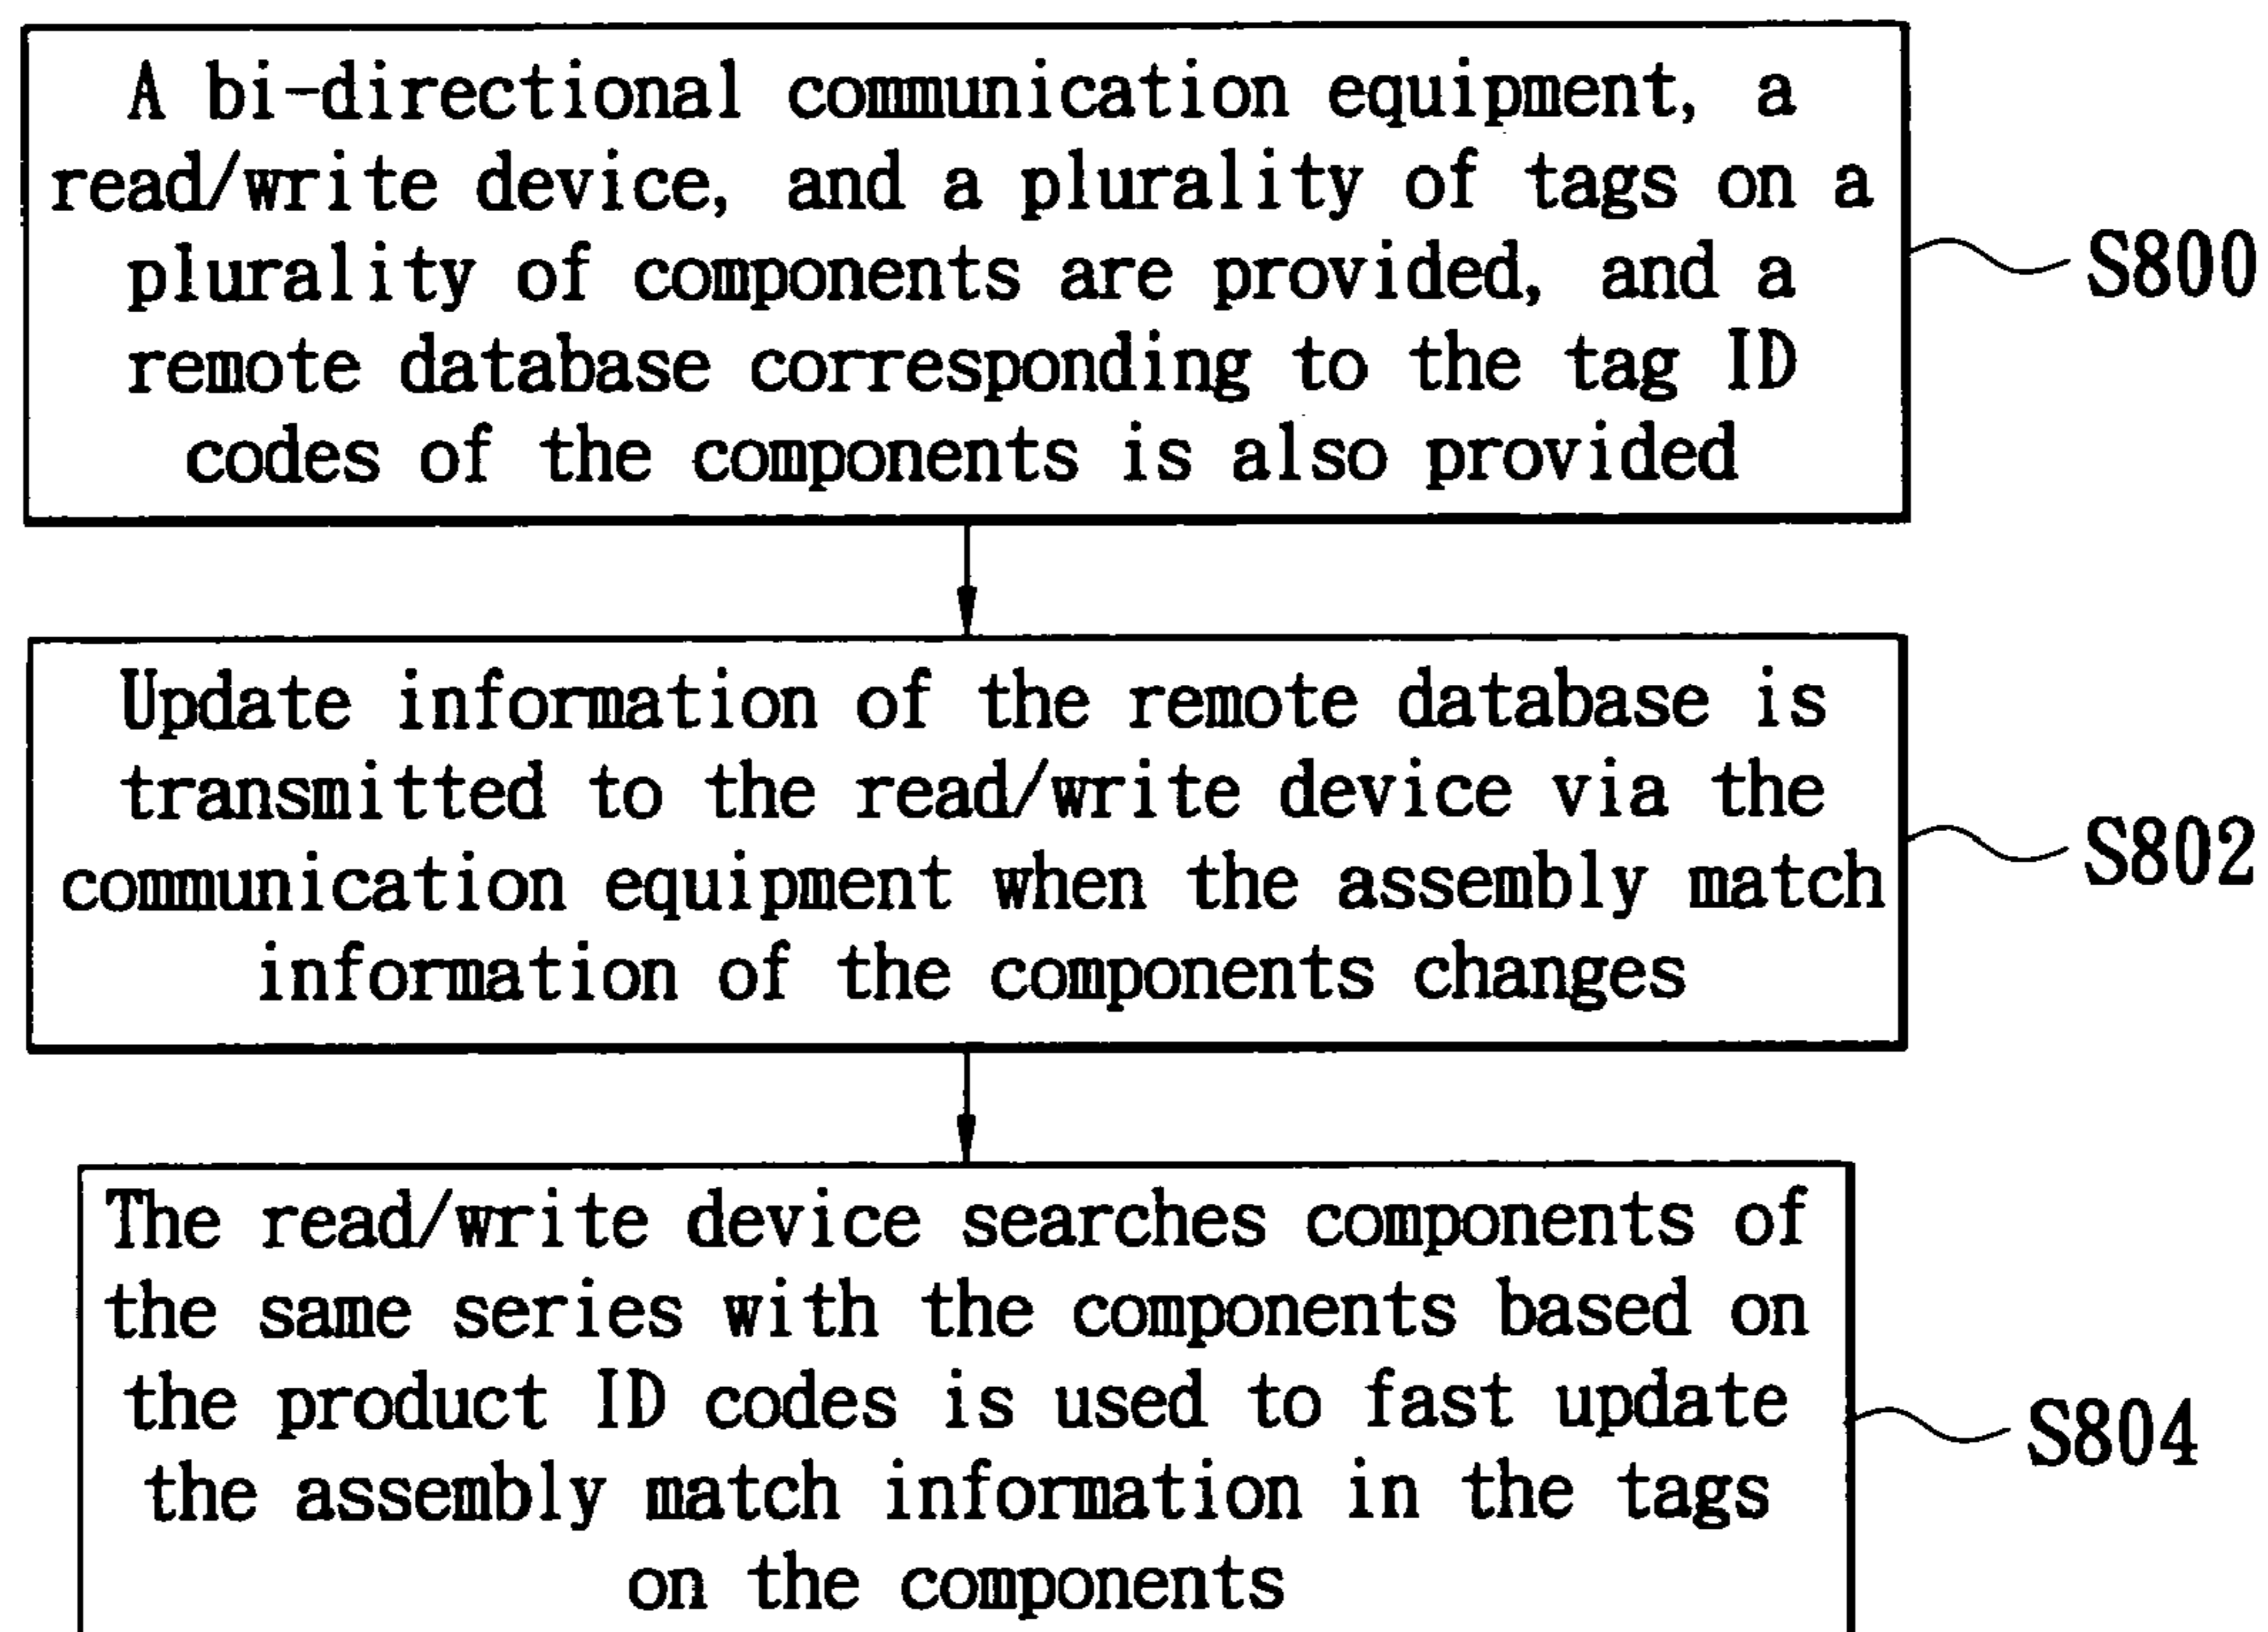 A bi-directional communication equipment, a
read/write device, and a plurality of tags on a
plurality of components are provided, and a
remote database corresponding to the tag ID
codes of the components is also provided
S800
Update information of the remote database is
transmitted to the read/write device via the
communication equipment when the assembly match
information of the components changes
S802
The read/write device searches components of
the same series with the components based on
the product ID codes is used to fast update
the assembly match information in the tags
on the components
S804